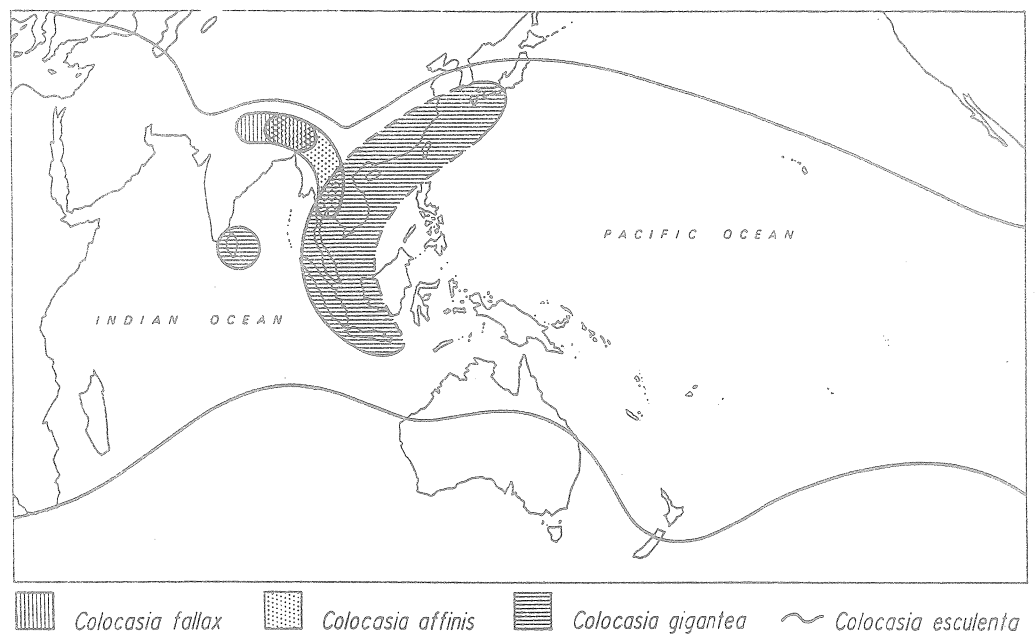 PACIFIC OCEAN
INDIAN OCEAN
Colocasia fallax
Colocasia affinis
Colocasia gigantea
Colocasia esculenta